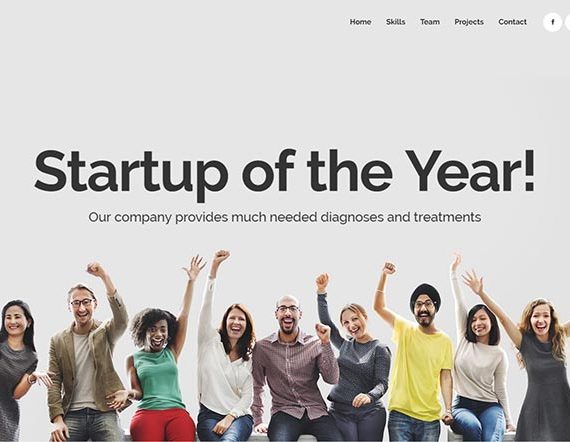 Home Skills Team Projects Contact f
Startup of the Year!
Our company provides much needed diagnoses and treatments